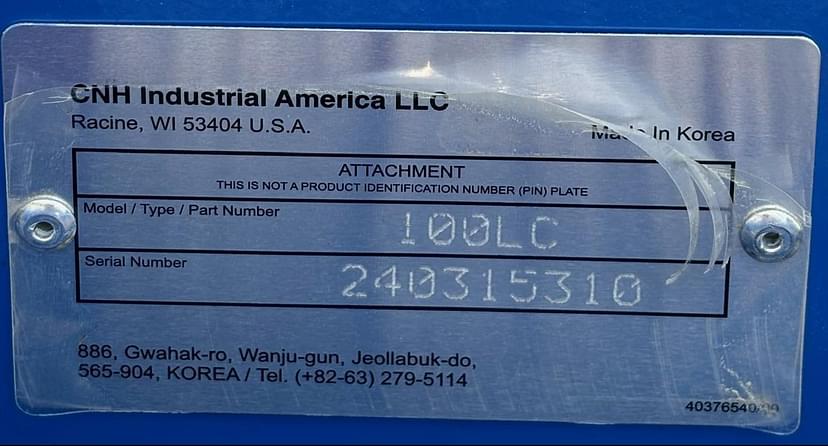 CNH Industrial America LLC
Racine, WI 53404 U.S.A.
Made In Korea
ATTACHMENT
THIS IS NOT A PRODUCT IDENTIFICATION NUMBER (PIN) PLATE
Model / Type / Part Number
100LC
Serial Number
240315310
886, Gwahak-ro, Wanju-gun, Jeollabuk-do,
565-904, KOREA / Tel. (+82-63) 279-5114